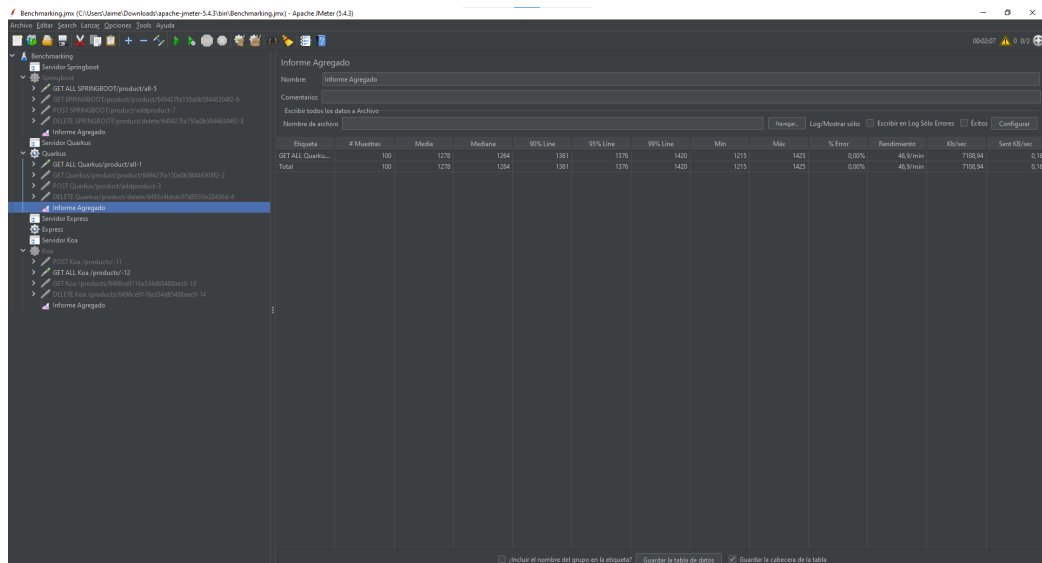 Benchmarking.jmx (C:\Users\Jaime\Downloads\apache-jmeter-5.4.3\bin\Benchmarking.jmx) - Apache JMeter (5.4.3)
Archivo Editar Search Lanzar Opciones Tools Ayuda
00:02:07 0 0/2
Benchmarking
Servidor Springboot
Springboot
GET ALL SPRINGBOOT/product/all-5
POST SPRINGBOOT/product/addproduct-7
Informe Agregado
Servidor Quarkus
Quarkus
GET ALL Quarkus/product/all-1
POST Quarkus/product/addproduct-3
Informe Agregado
Servidor Express
Express
Servidor Koa
Koa
POST Koa /products/-11
GET ALL Koa /products/-12
Informe Agregado
Informe Agregado
Nombre: Informe Agregado
Comentarios
Escribir todos los datos a Archivo
Nombre de archivo Navegar... Log/Mostrar sólo: Escribir en Log Sólo Errores Éxitos Configurar
Etiqueta # Muestras Media Mediana 90% Line 95% Line 99% Line Mín Máx % Error Rendimiento Kb/sec Sent KB/sec
GET ALL Quarku... 100 1278 1264 1361 1376 1420 1215 1425 0,00% 46,9/min 7108,94 0,16
Total 100 1278 1264 1361 1376 1420 1215 1425 0,00% 46,9/min 7108,94 0,16
¿Incluir el nombre del grupo en la etiqueta? Guardar la tabla de datos Guardar la cabecera de la tabla